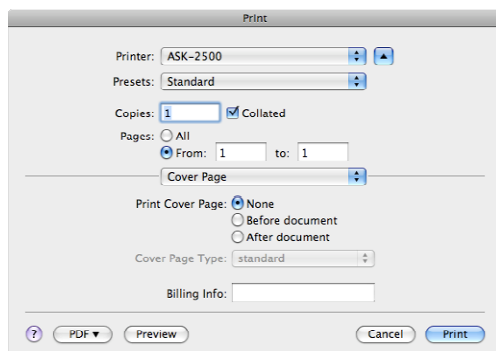 Print
Printer: ASK-2500
Presets: Standard
Copies: 1 Collated
Pages: All
From: 1 to: 1
Cover Page
Print Cover Page: None
Before document
After document
Cover Page Type: standard
Billing Info:
? PDF▼ Preview Cancel Print